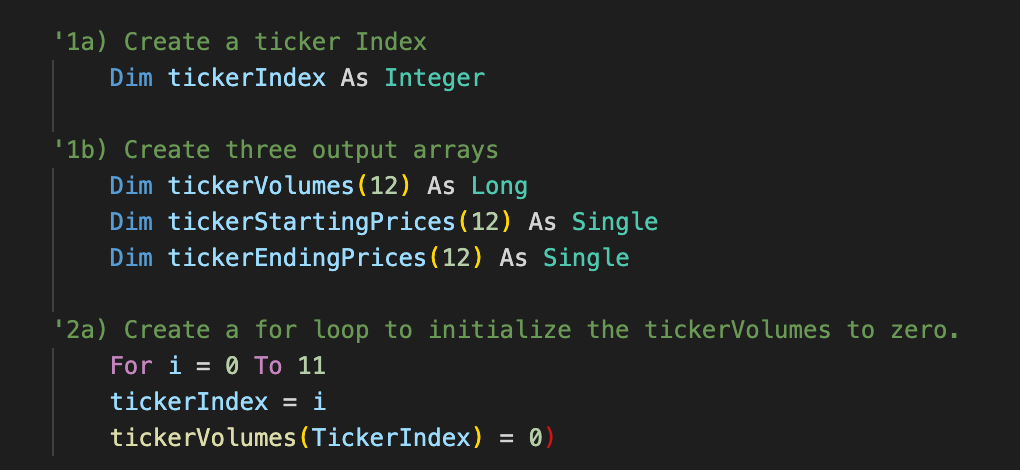 '1a) Create a ticker Index
Dim tickerIndex As Integer
'1b) Create three output arrays
Dim tickerVolumes(12) As Long
Dim tickerStartingPrices(12) As Single
Dim tickerEndingPrices(12) As Single
'2a) Create a for loop to initialize the tickerVolumes to zero.
For i = 0 To 11
tickerIndex = i
tickerVolumes(TickerIndex) = 0)